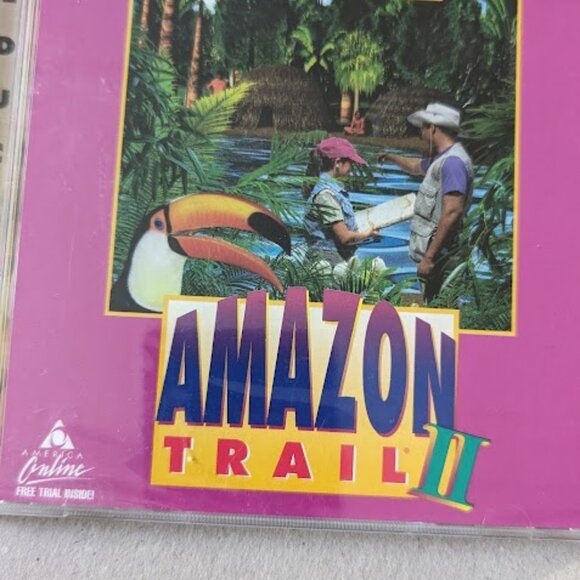 AMAZON
TRAIL®
II
AMERICA
Online
FREE TRIAL INSIDE!